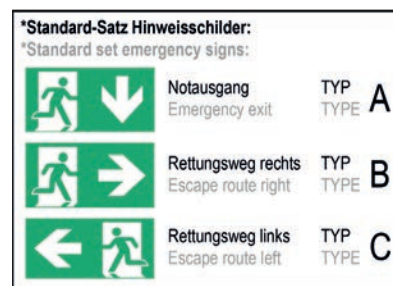 *Standard-Satz Hinweisschilder:
*Standard set emergency signs:
Notausgang TYP A
Emergency exit TYPE
Rettungsweg rechts TYP B
Escape route right TYPE
Rettungsweg links TYP C
Escape route left TYPE